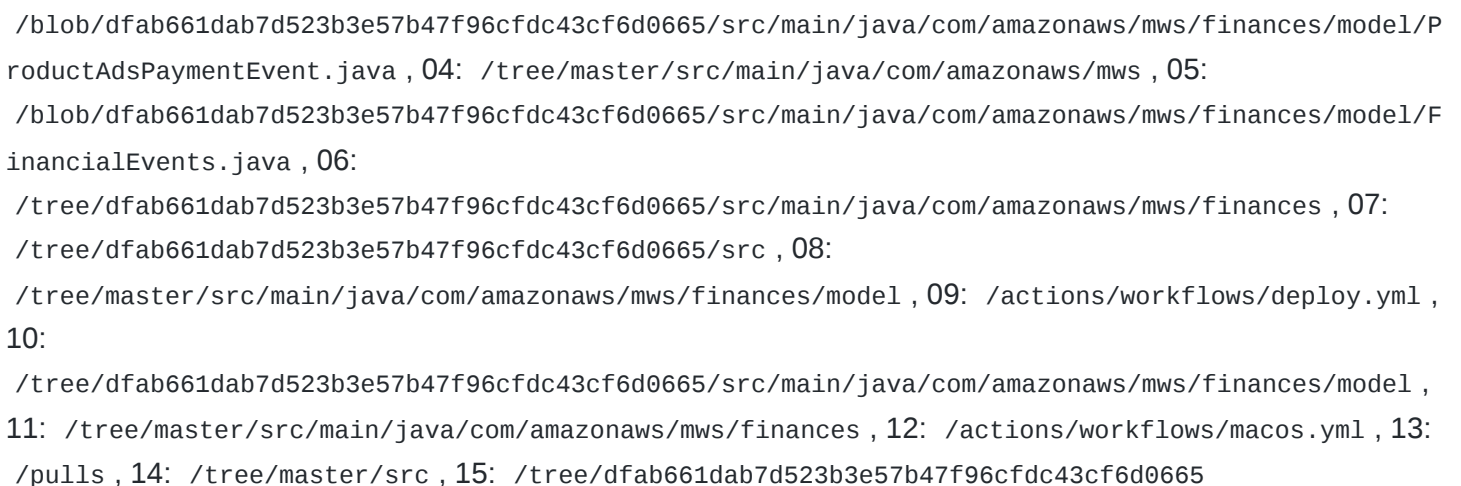 /blob/dfab661dab7d523b3e57b47f96cfdc43cf6d0665/src/main/java/com/amazonaws/mws/finances/model/P
roductAdsPaymentEvent.java , 04: /tree/master/src/main/java/com/amazonaws/mws , 05:
/blob/dfab661dab7d523b3e57b47f96cfdc43cf6d0665/src/main/java/com/amazonaws/mws/finances/model/F
inancialEvents.java , 06:
/tree/dfab661dab7d523b3e57b47f96cfdc43cf6d0665/src/main/java/com/amazonaws/mws/finances , 07:
/tree/dfab661dab7d523b3e57b47f96cfdc43cf6d0665/src , 08:
/tree/master/src/main/java/com/amazonaws/mws/finances/model , 09: /actions/workflows/deploy.yml ,
10:
/tree/dfab661dab7d523b3e57b47f96cfdc43cf6d0665/src/main/java/com/amazonaws/mws/finances/model ,
11: /tree/master/src/main/java/com/amazonaws/mws/finances , 12: /actions/workflows/macos.yml , 13:
/pulls , 14: /tree/master/src , 15: /tree/dfab661dab7d523b3e57b47f96cfdc43cf6d0665